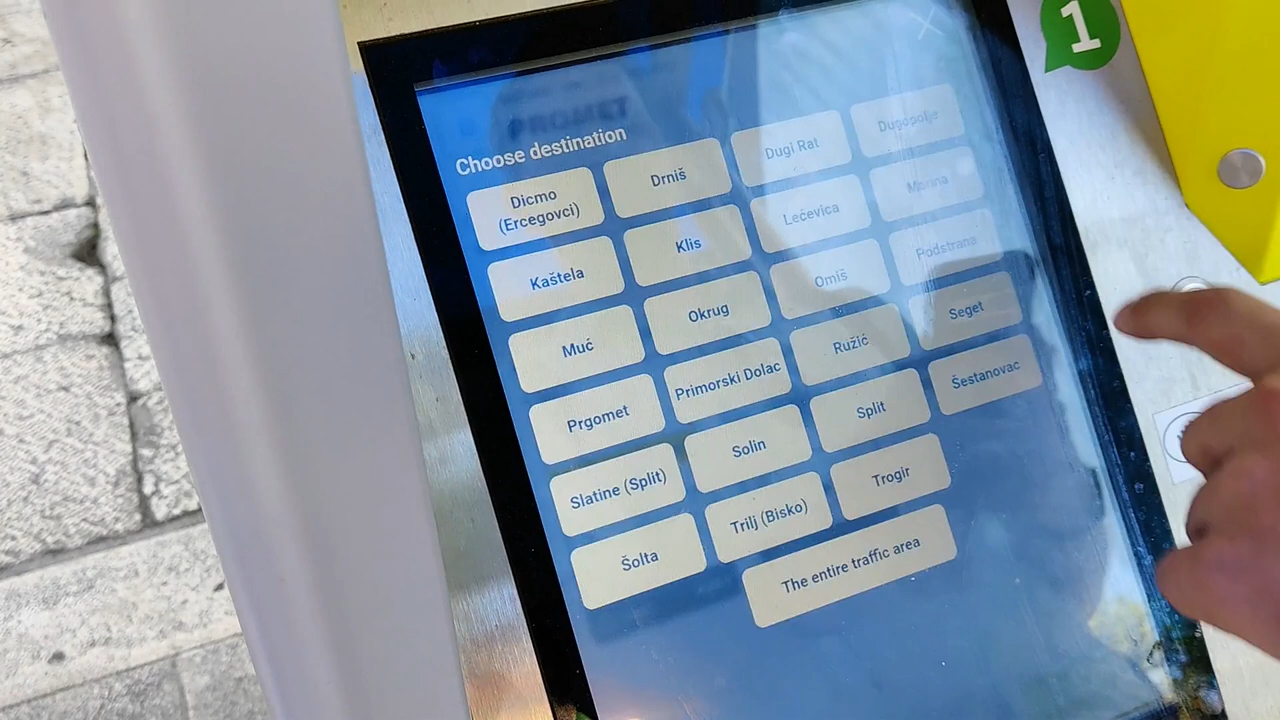 1
PROMET
Choose destination
Dicmo
(Ercegovci)
Drniš
Dugi Rat
Dugopolje
Kaštela
Klis
Lećevica
Marina
Muć
Okrug
Omiš
Podstrana
Prgomet
Primorski Dolac
Ružić
Seget
Slatine (Split)
Solin
Split
Šestanovac
Šolta
Trilj (Bisko)
Trogir
The entire traffic area